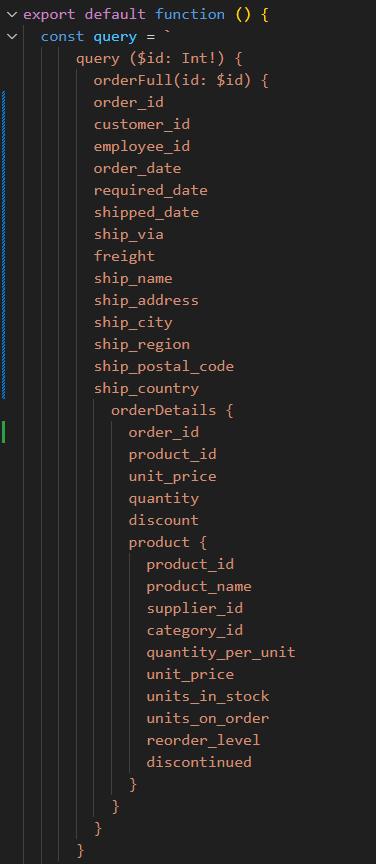 export default function () {
const query = `
query ($id: Int!) {
orderFull(id: $id) {
order_id
customer_id
employee_id
order_date
required_date
shipped_date
ship_via
freight
ship_name
ship_address
ship_city
ship_region
ship_postal_code
ship_country
orderDetails {
order_id
product_id
unit_price
quantity
discount
product {
product_id
product_name
supplier_id
category_id
quantity_per_unit
unit_price
units_in_stock
units_on_order
reorder_level
discontinued
}
}
}
}